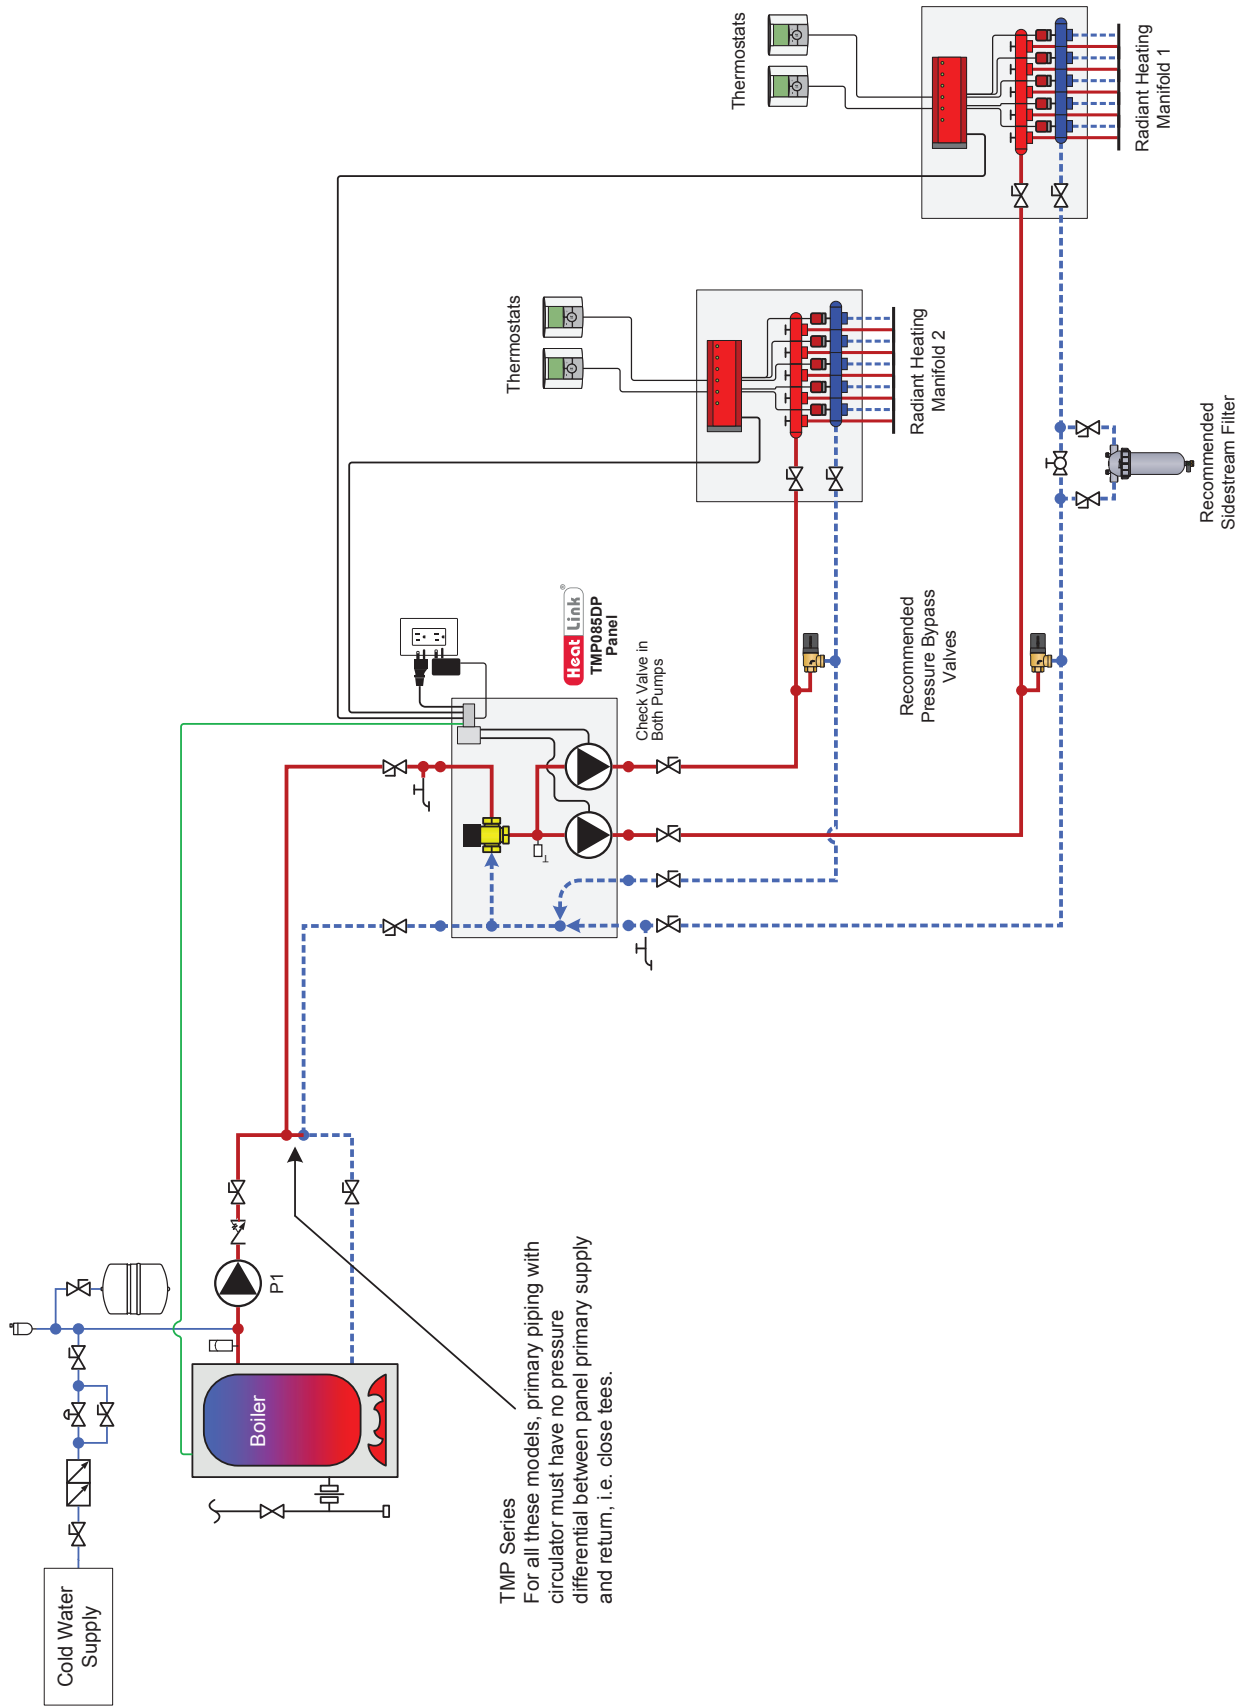 Cold Water
Supply
Boiler
P1
TMP Series
For all these models, primary piping with
circulator must have no pressure
differential between panel primary supply
and return, i.e. close tees.
Heat Link®
TMP085DP
Panel
Check Valve in
Both Pumps
Thermostats
Radiant Heating
Manifold 2
Thermostats
Radiant Heating
Manifold 1
Recommended
Pressure Bypass
Valves
Recommended
Sidestream Filter